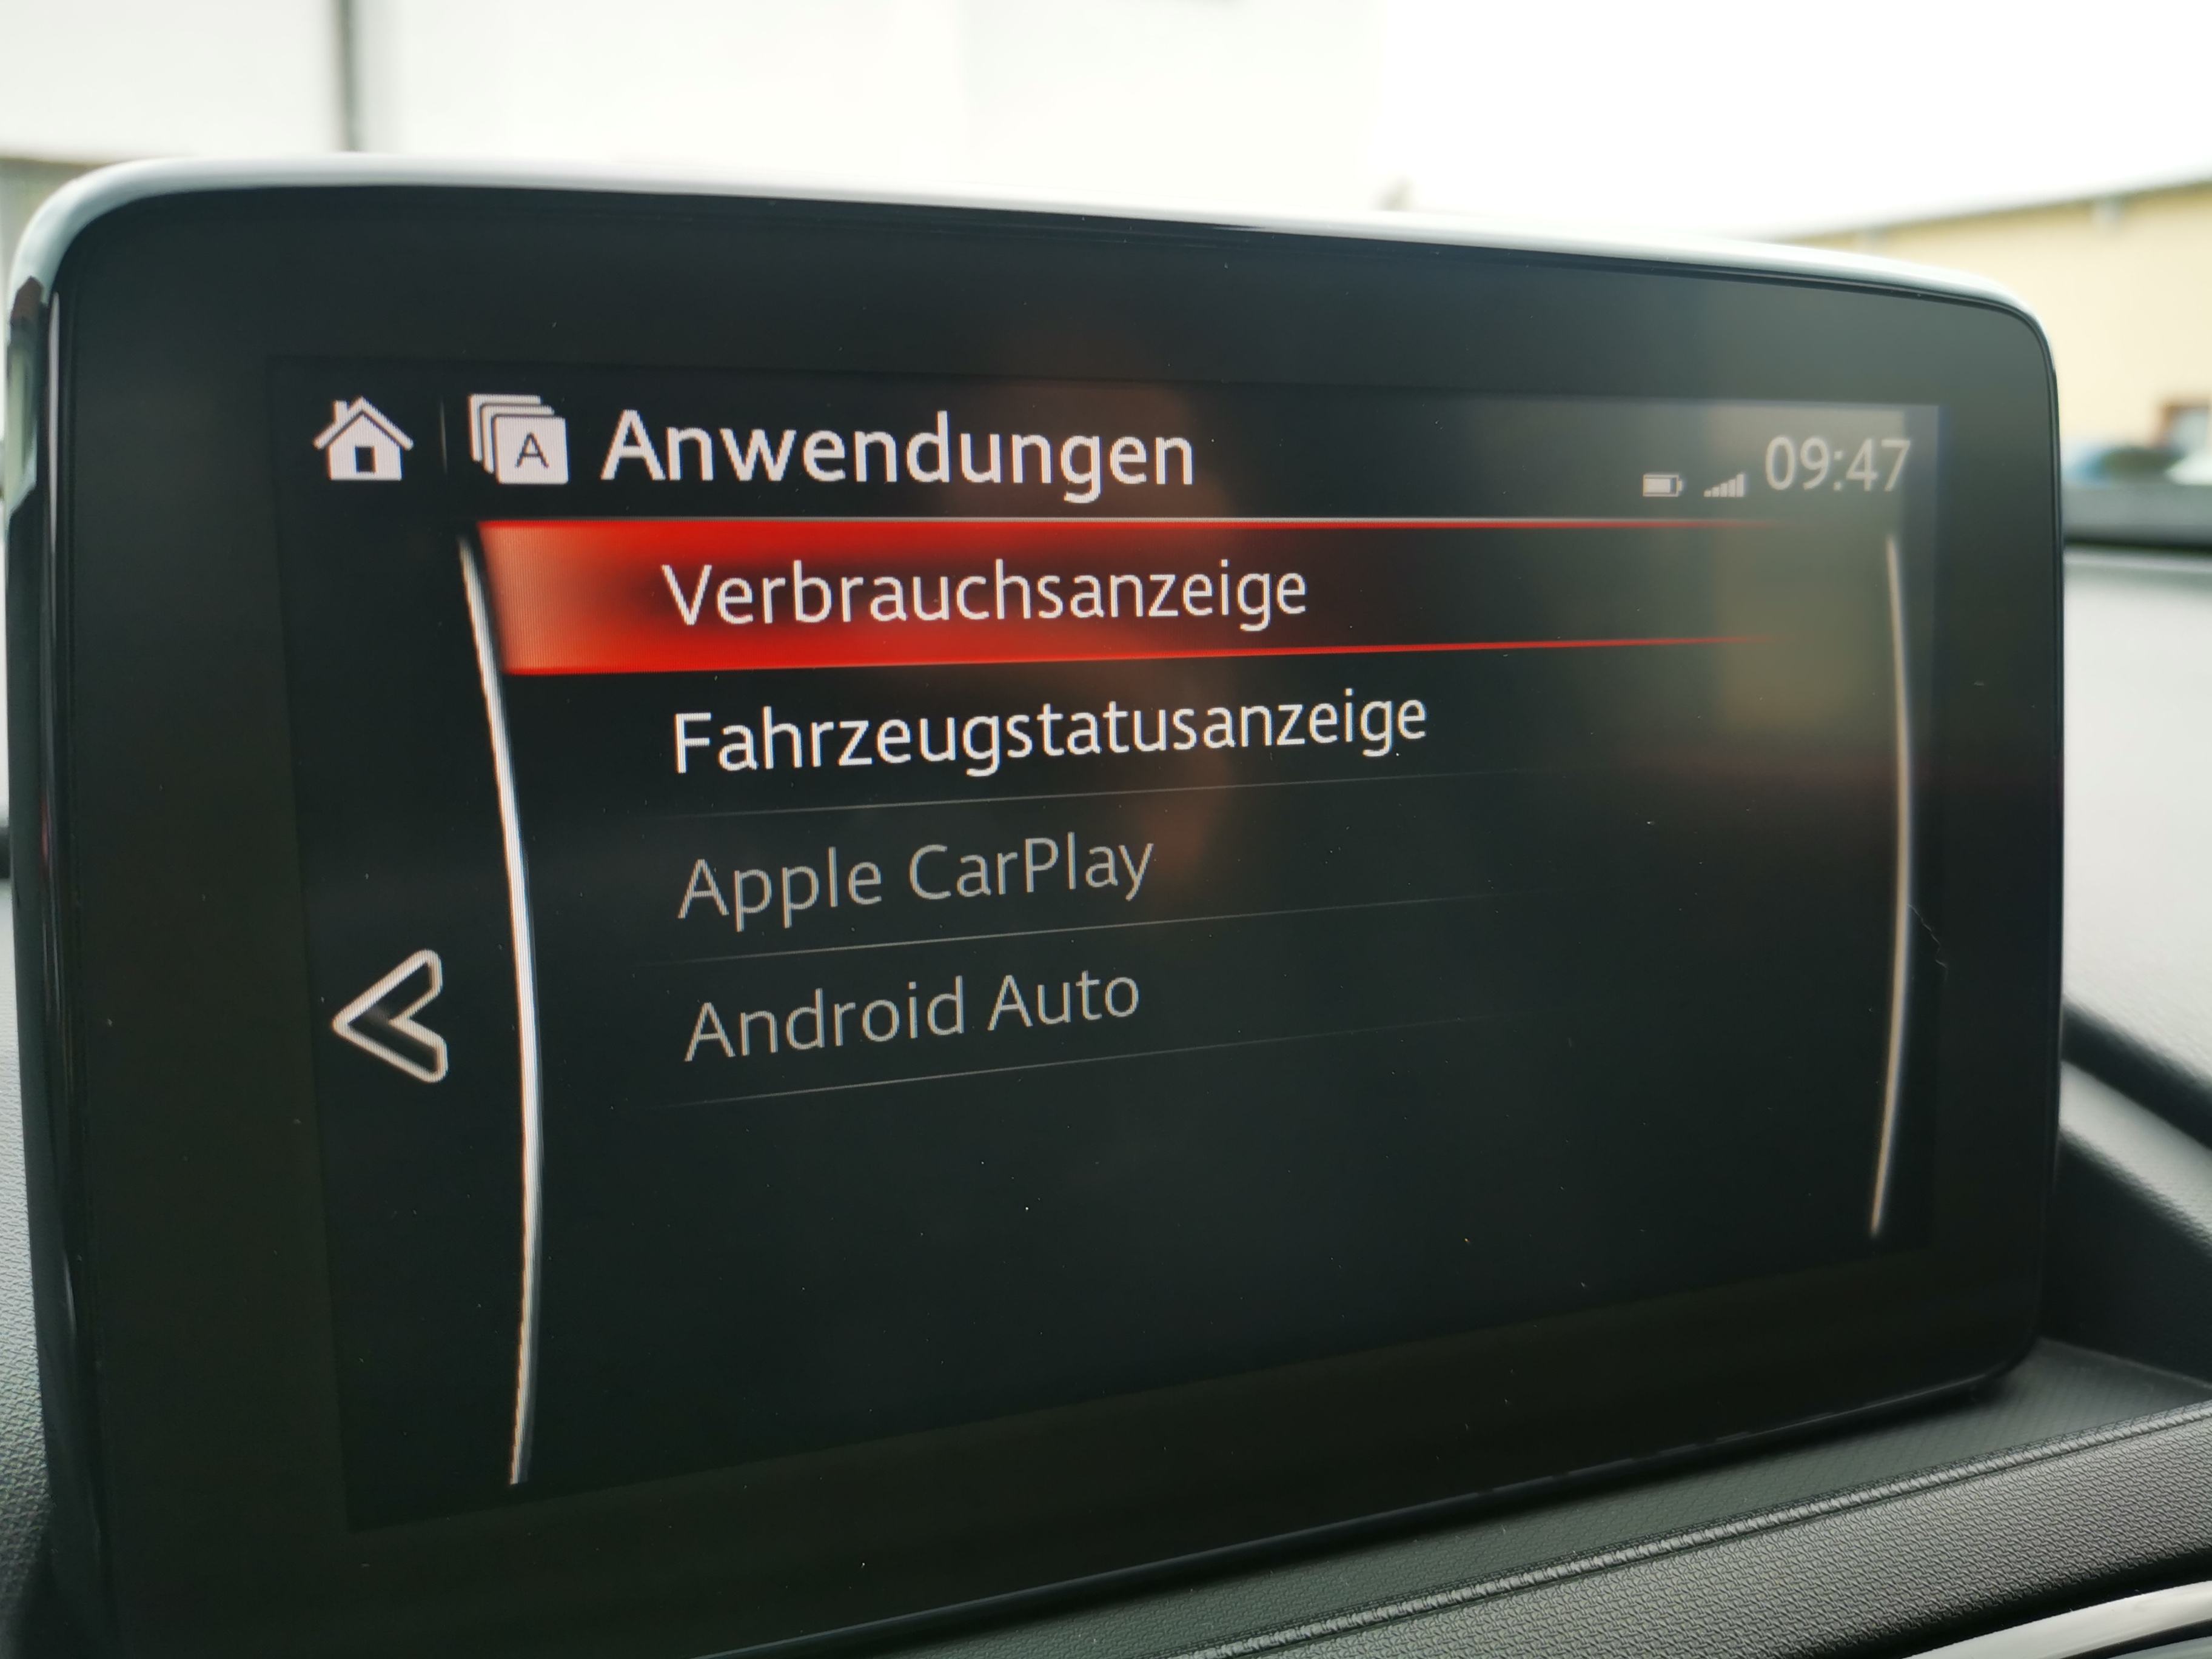 A Anwendungen 09:47
Verbrauchsanzeige
Fahrzeugstatusanzeige
Apple CarPlay
Android Auto